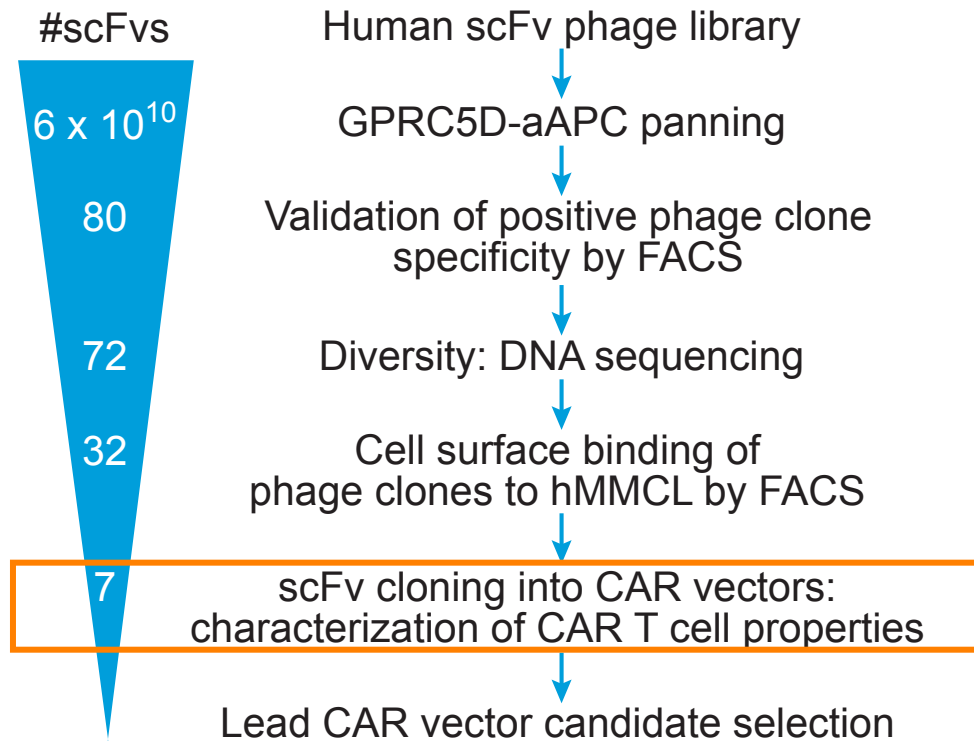 #scFvs
Human scFv phage library
6 x 10^10
GPRC5D-aAPC panning
80
Validation of positive phage clone
specificity by FACS
72
Diversity: DNA sequencing
32
Cell surface binding of
phage clones to hMMCL by FACS
7
scFv cloning into CAR vectors:
characterization of CAR T cell properties
Lead CAR vector candidate selection